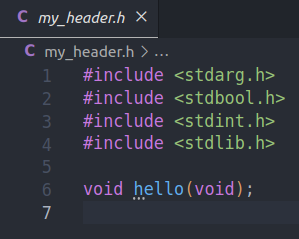 C my_header.h ×
C my_header.h > ...
1 #include <stdarg.h>
2 #include <stdbool.h>
3 #include <stdint.h>
4 #include <stdlib.h>
5
6 void hello(void);
7